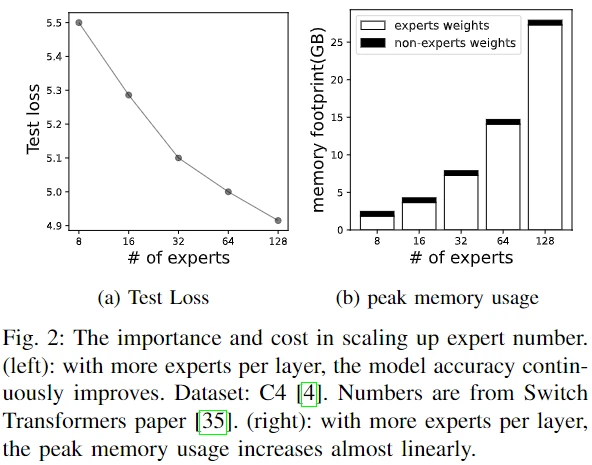 5.5
5.4
5.3
5.2
5.1
5.0
4.9
Test loss
8 16 32 64 128
# of experts
(a) Test Loss
experts weights
non-experts weights
25
20
15
10
5
0
memory footprint(GB)
8 16 32 64 128
# of experts
(b) peak memory usage
Fig. 2: The importance and cost in scaling up expert number.
(left): with more experts per layer, the model accuracy contin-
uously improves. Dataset: C4 [4]. Numbers are from Switch
Transformers paper [35]. (right): with more experts per layer,
the peak memory usage increases almost linearly.